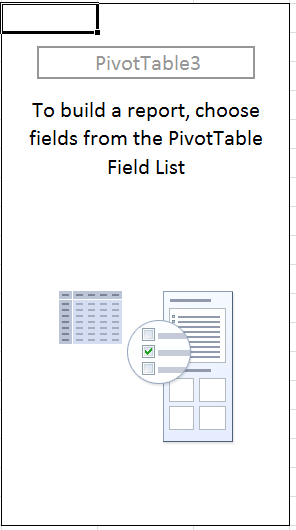 PivotTable3
To build a report, choose
fields from the PivotTable
Field List